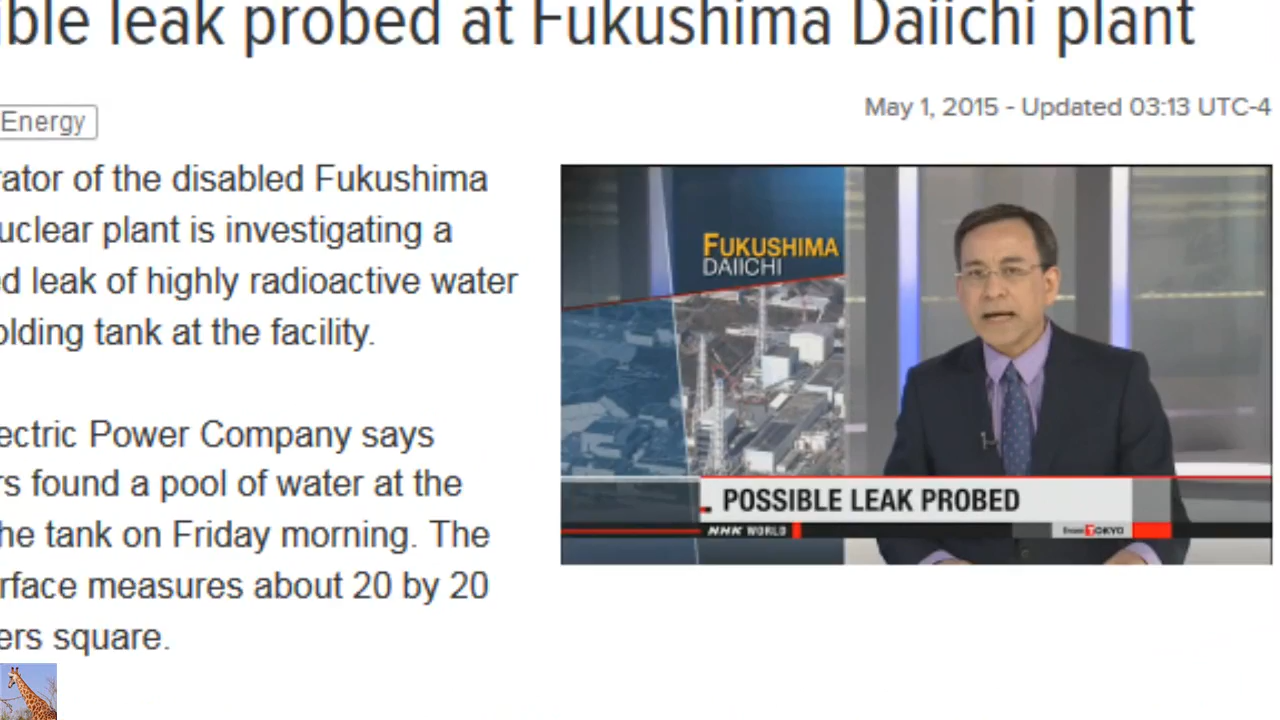 ible leak probed at Fukushima Daiichi plant
Energy
May 1, 2015 - Updated 03:13 UTC-4
rator of the disabled Fukushima
uclear plant is investigating a
ed leak of highly radioactive water
olding tank at the facility.
ectric Power Company says
rs found a pool of water at the
he tank on Friday morning. The
rface measures about 20 by 20
ers square.
FUKUSHIMA
DAIICHI
POSSIBLE LEAK PROBED
NHK WORLD
from TOKYO